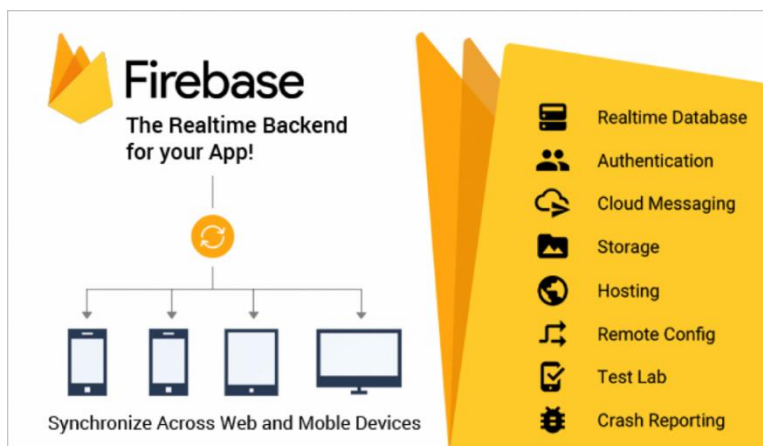 Firebase
The Realtime Backend
for your App!
Synchronize Across Web and Moble Devices
Realtime Database
Authentication
Cloud Messaging
Storage
Hosting
Remote Config
Test Lab
Crash Reporting